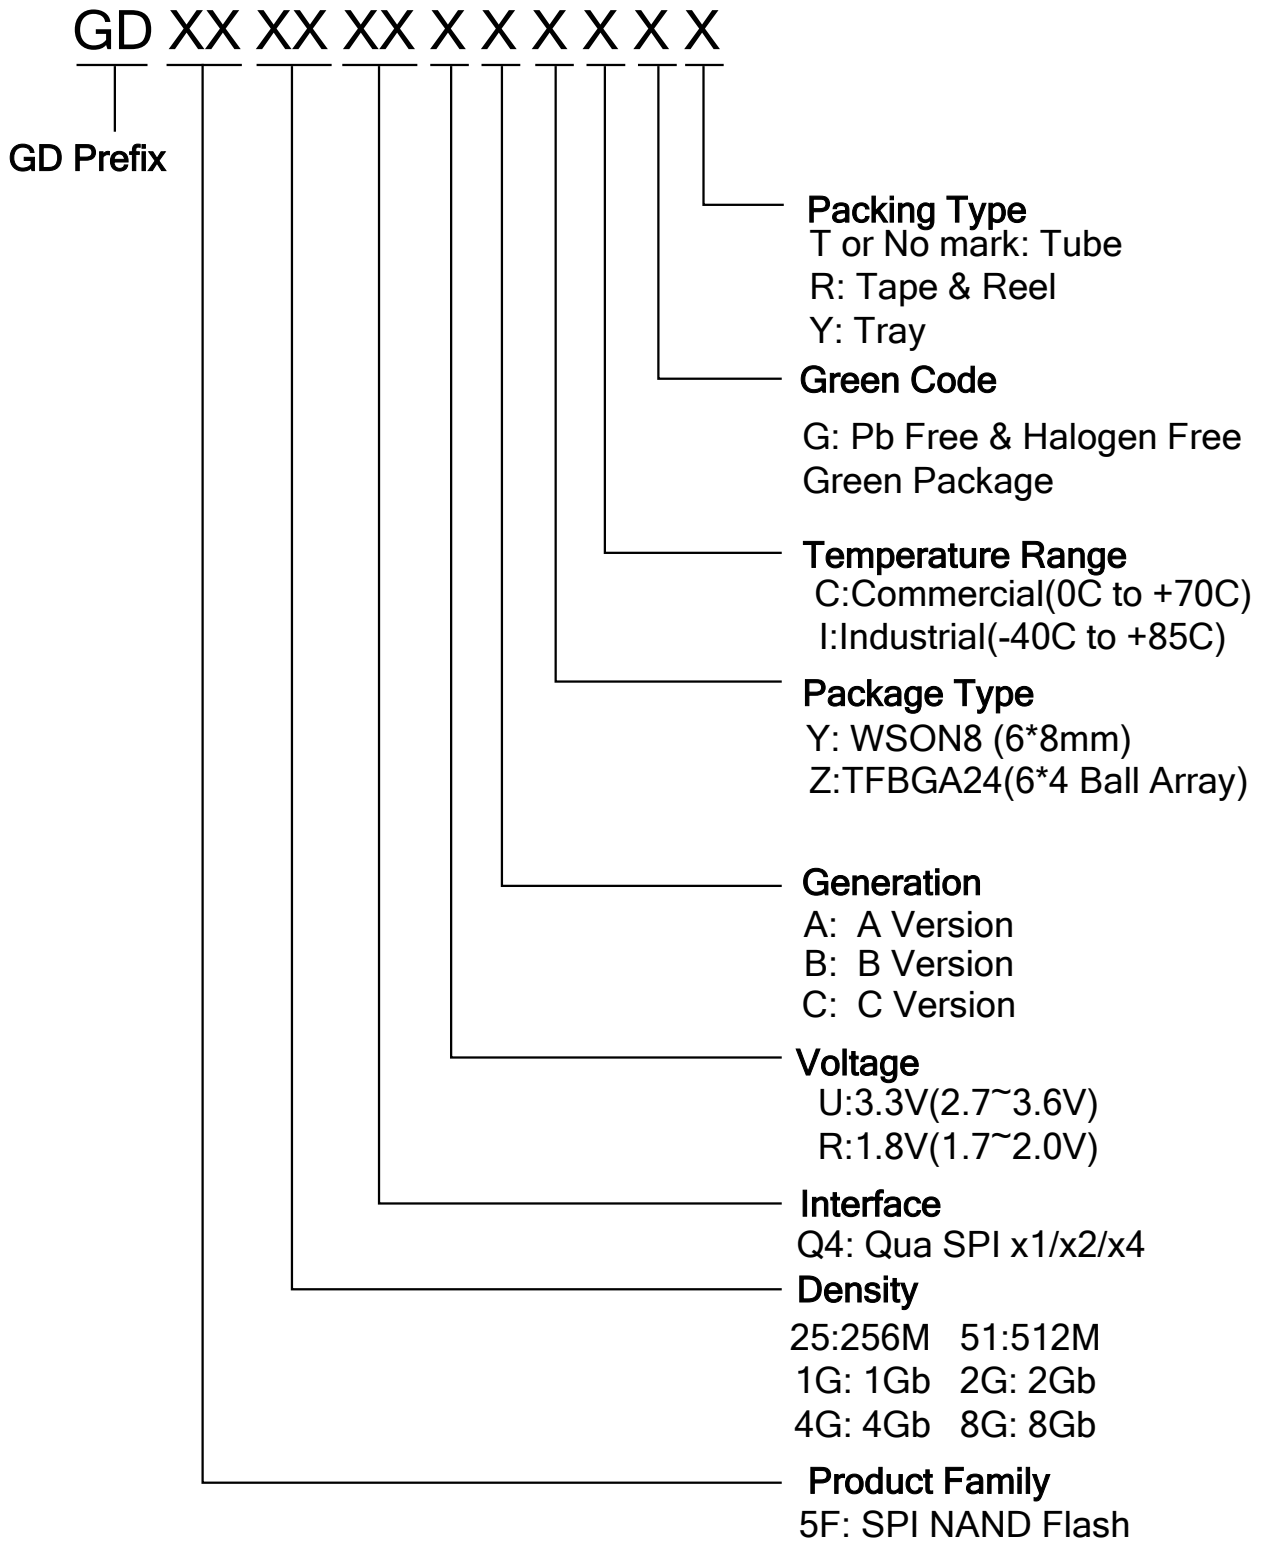 GD XX XX XX X X X X X X
GD Prefix
Packing Type
T or No mark: Tube
R: Tape & Reel
Y: Tray
Green Code
G: Pb Free & Halogen Free
Green Package
Temperature Range
C:Commercial(0C to +70C)
I:Industrial(-40C to +85C)
Package Type
Y: WSON8 (6*8mm)
Z:TFBGA24(6*4 Ball Array)
Generation
A: A Version
B: B Version
C: C Version
Voltage
U:3.3V(2.7~3.6V)
R:1.8V(1.7~2.0V)
Interface
Q4: Qua SPI x1/x2/x4
Density
25:256M 51:512M
1G: 1Gb 2G: 2Gb
4G: 4Gb 8G: 8Gb
Product Family
5F: SPI NAND Flash